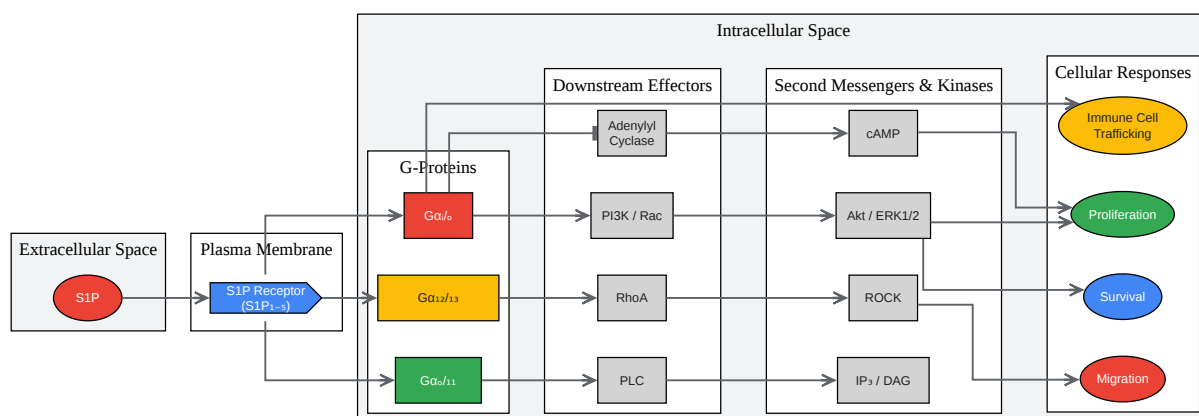 Intracellular Space
Downstream Effectors
Second Messengers & Kinases
Cellular Responses
Adenylyl
Cyclase
cAMP
Immune Cell
Trafficking
G-Proteins
Gαᵢ/ₒ
PI3K / Rac
Akt / ERK1/2
Proliferation
Extracellular Space
Plasma Membrane
S1P
S1P Receptor
(S1P₁₋₅)
Gα₁₂/₁₃
RhoA
ROCK
Survival
Gαₒ/₁₁
PLC
IP₃ / DAG
Migration